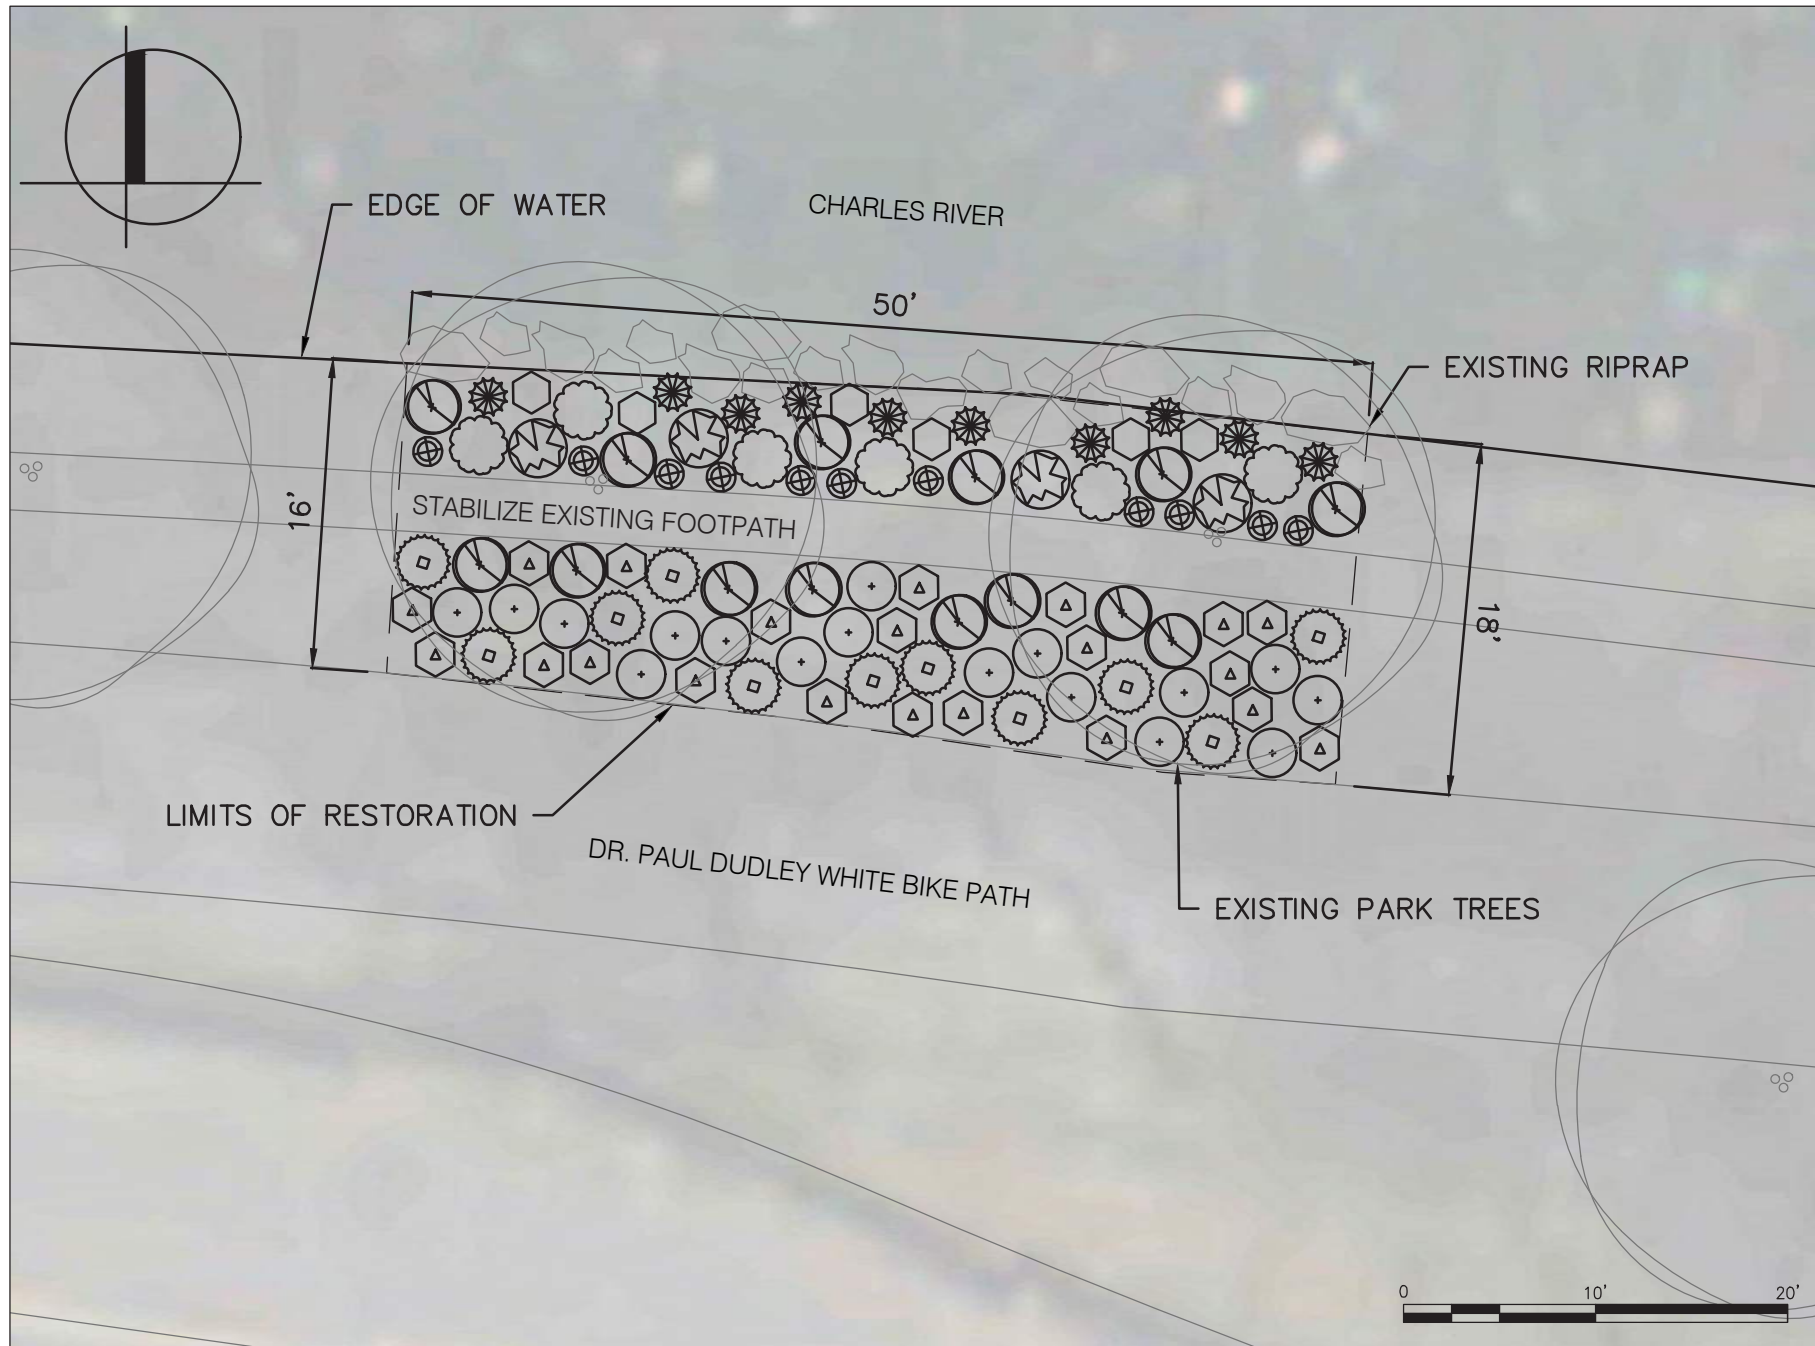 EDGE OF WATER
CHARLES RIVER
50'
EXISTING RIPRAP
16'
STABILIZE EXISTING FOOTPATH
18'
LIMITS OF RESTORATION
DR. PAUL DUDLEY WHITE BIKE PATH
EXISTING PARK TREES
0 10' 20'